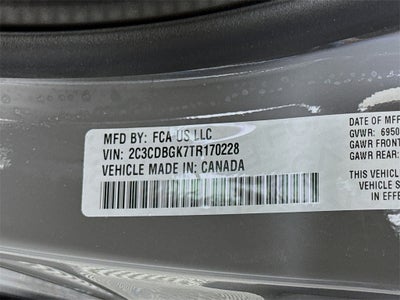 MFD BY: FCA US LLC
VIN: 2C3CDBGK7TR170228
VEHICLE MADE IN: CANADA
DATE OF MFR
GVWR: 6950
GAWR FRONT
GAWR REAR:
THIS VEH
VEHICLE S
IN EFFE